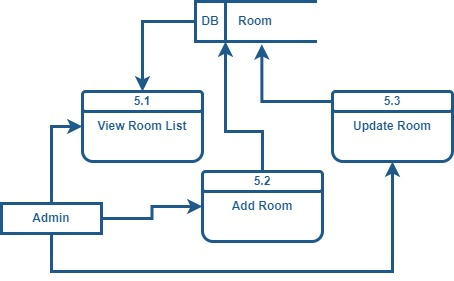 DB Room
5.1
View Room List
5.3
Update Room
5.2
Add Room
Admin